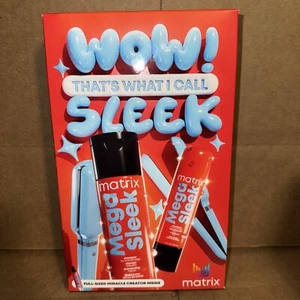 WOW!
THAT'S WHAT I CALL
SLEEK
matrix
Mega
Sleek
matrix
Mega
Sleek
FULL-SIZED MIRACLE CREATOR INSIDE
matrix